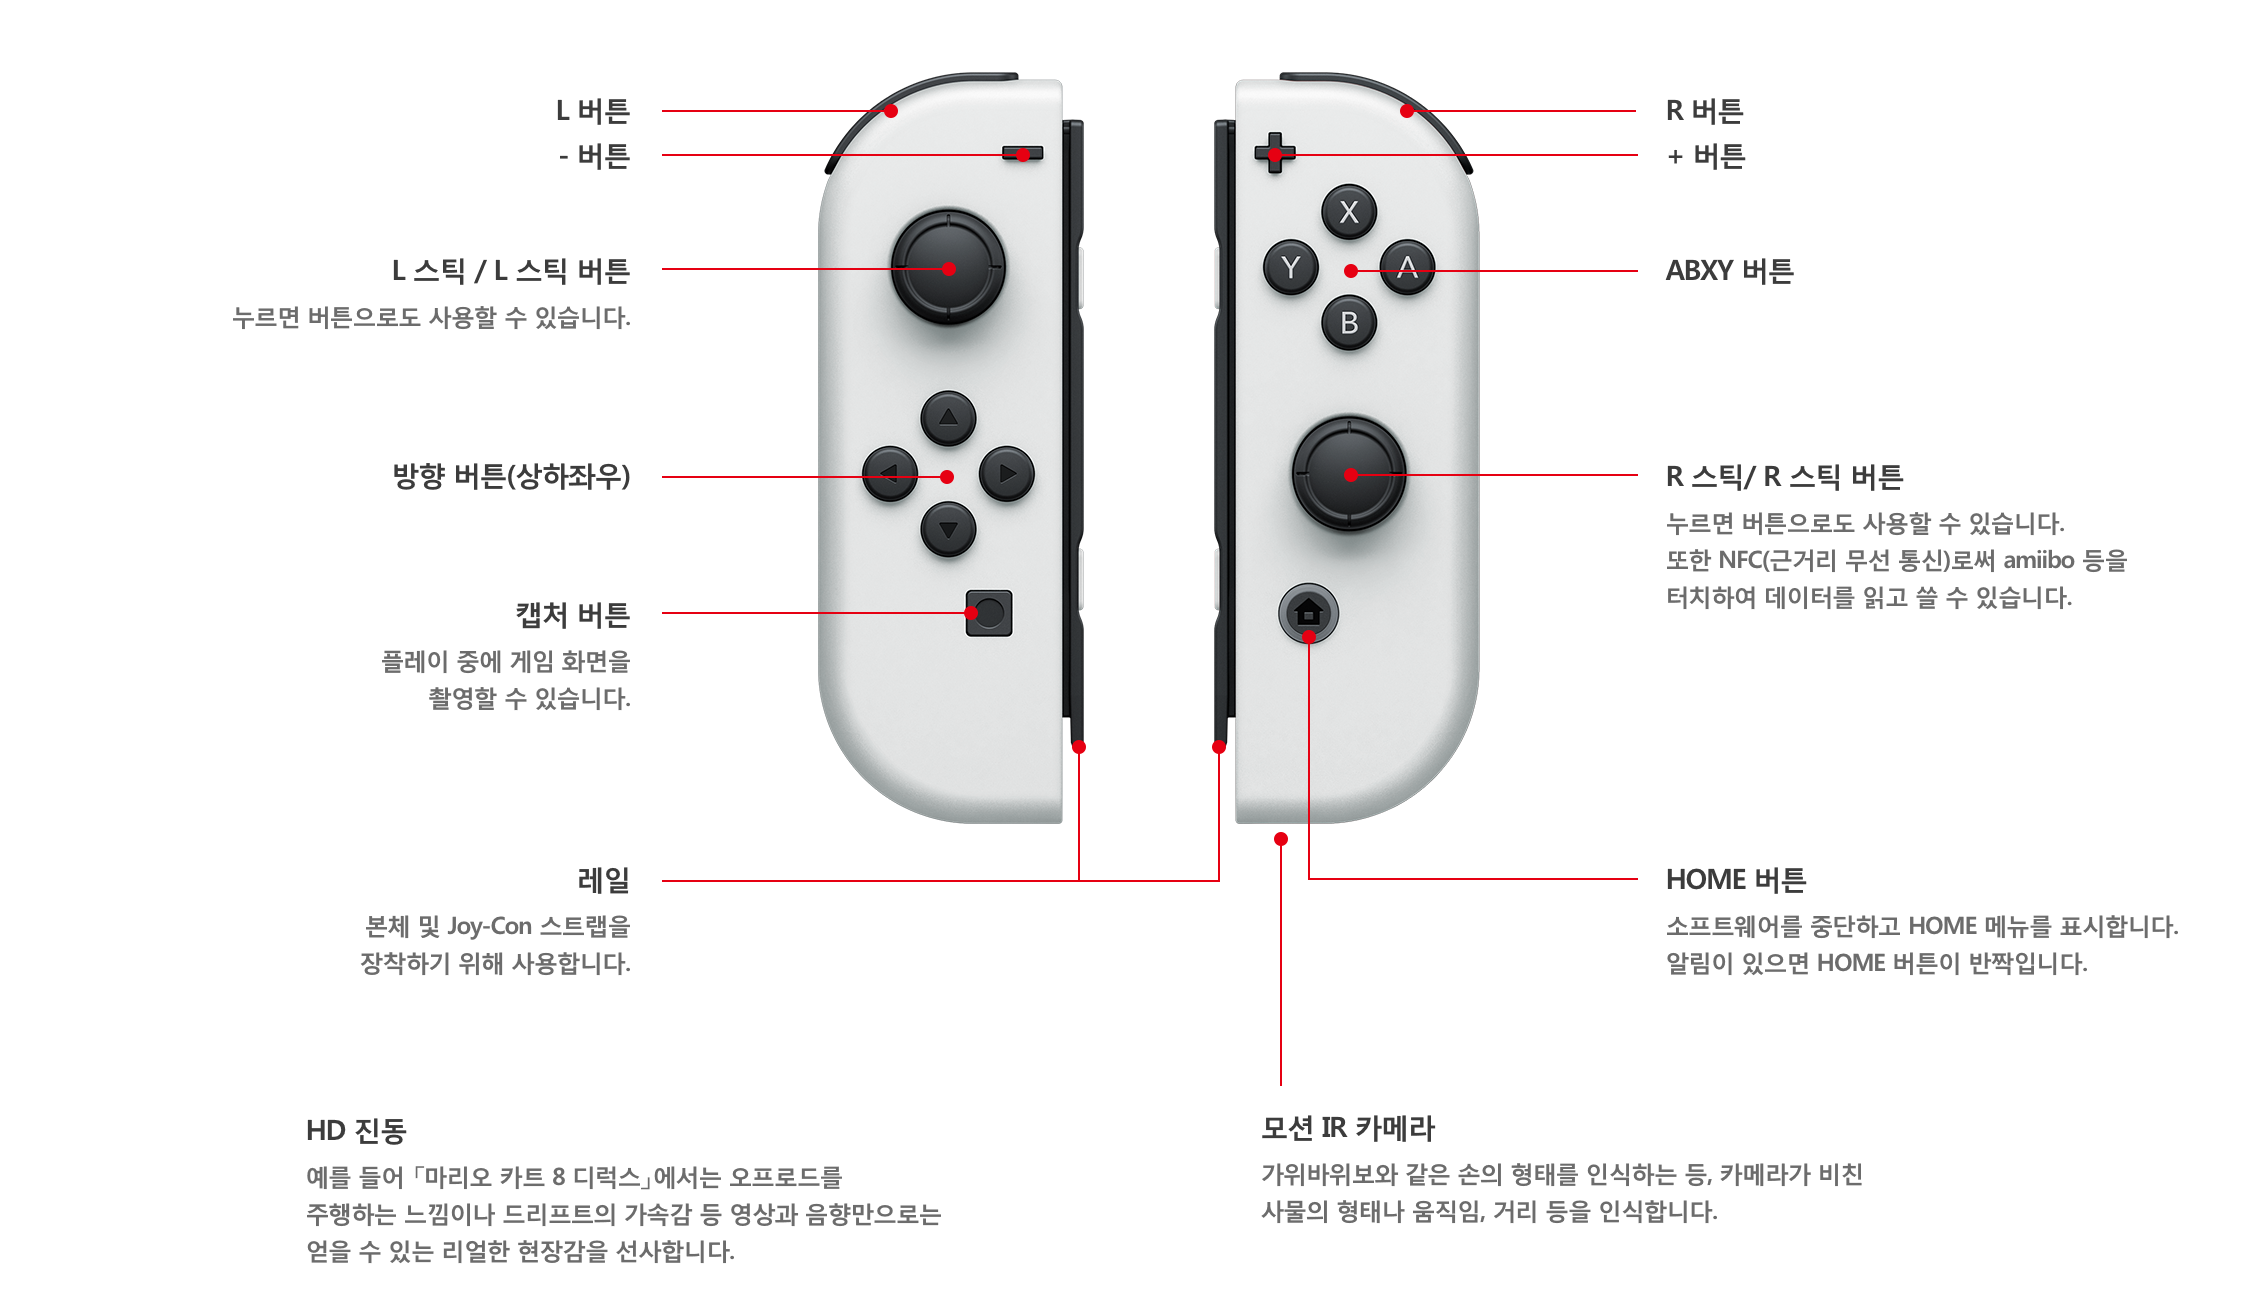 L 버튼
- 버튼
L 스틱 / L 스틱 버튼
누르면 버튼으로도 사용할 수 있습니다.
방향 버튼(상하좌우)
캡처 버튼
플레이 중에 게임 화면을
촬영할 수 있습니다.
레일
본체 및 Joy-Con 스트랩을
장착하기 위해 사용합니다.
X
Y
A
B
R 버튼
+ 버튼
ABXY 버튼
R 스틱/ R 스틱 버튼
누르면 버튼으로도 사용할 수 있습니다.
또한 NFC(근거리 무선 통신)로써 amiibo 등을
터치하여 데이터를 읽고 쓸 수 있습니다.
HOME 버튼
소프트웨어를 중단하고 HOME 메뉴를 표시합니다.
알림이 있으면 HOME 버튼이 반짝입니다.
HD 진동
예를 들어 「마리오 카트 8 디럭스」에서는 오프로드를
주행하는 느낌이나 드리프트의 가속감 등 영상과 음향만으로는
얻을 수 있는 리얼한 현장감을 선사합니다.
모션 IR 카메라
가위바위보와 같은 손의 형태를 인식하는 등, 카메라가 비친
사물의 형태나 움직임, 거리 등을 인식합니다.